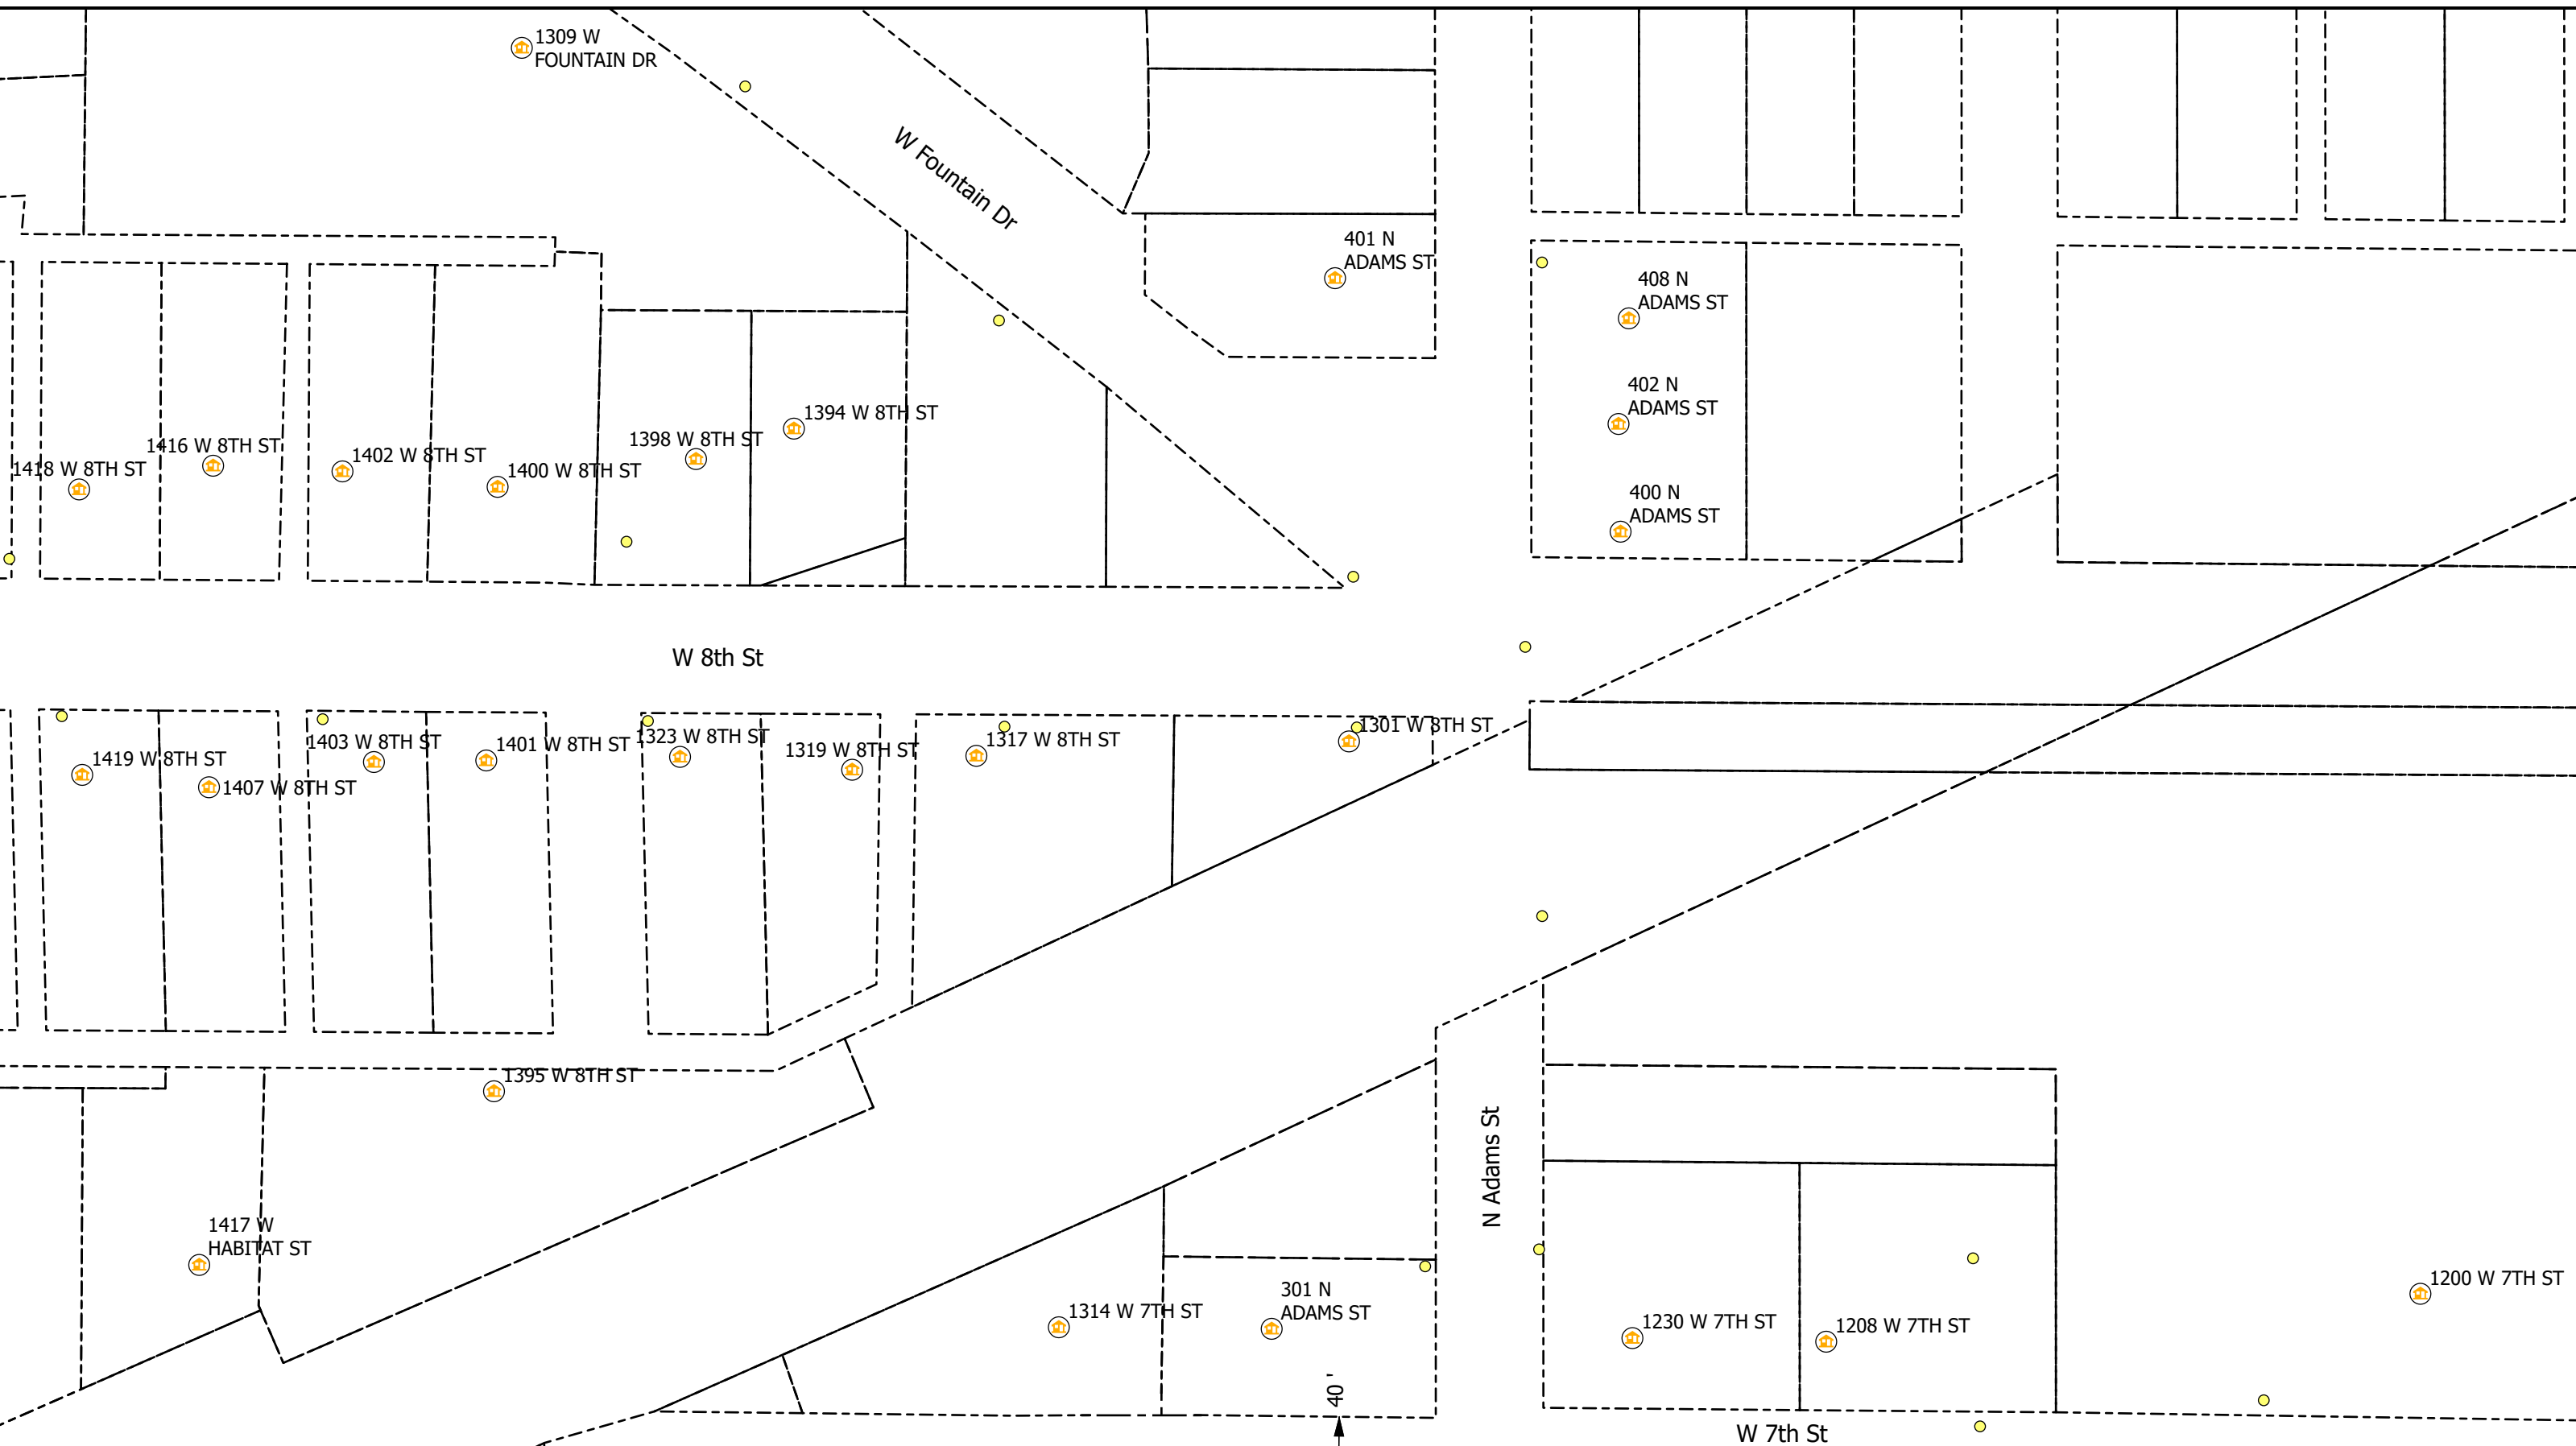 1309 W
FOUNTAIN DR
W Fountain Dr
401 N
ADAMS ST
408 N
ADAMS ST
402 N
ADAMS ST
400 N
ADAMS ST
1394 W 8TH ST
1398 W 8TH ST
1416 W 8TH ST
1402 W 8TH ST
1418 W 8TH ST
1400 W 8TH ST
W 8th St
1301 W 8TH ST
1403 W 8TH ST
1401 W 8TH ST
1323 W 8TH ST
1319 W 8TH ST
1317 W 8TH ST
1419 W 8TH ST
1407 W 8TH ST
1395 W 8TH ST
N Adams St
1417 W
HABITAT ST
1314 W 7TH ST
301 N
ADAMS ST
1230 W 7TH ST
1208 W 7TH ST
1200 W 7TH ST
40 '
W 7th St